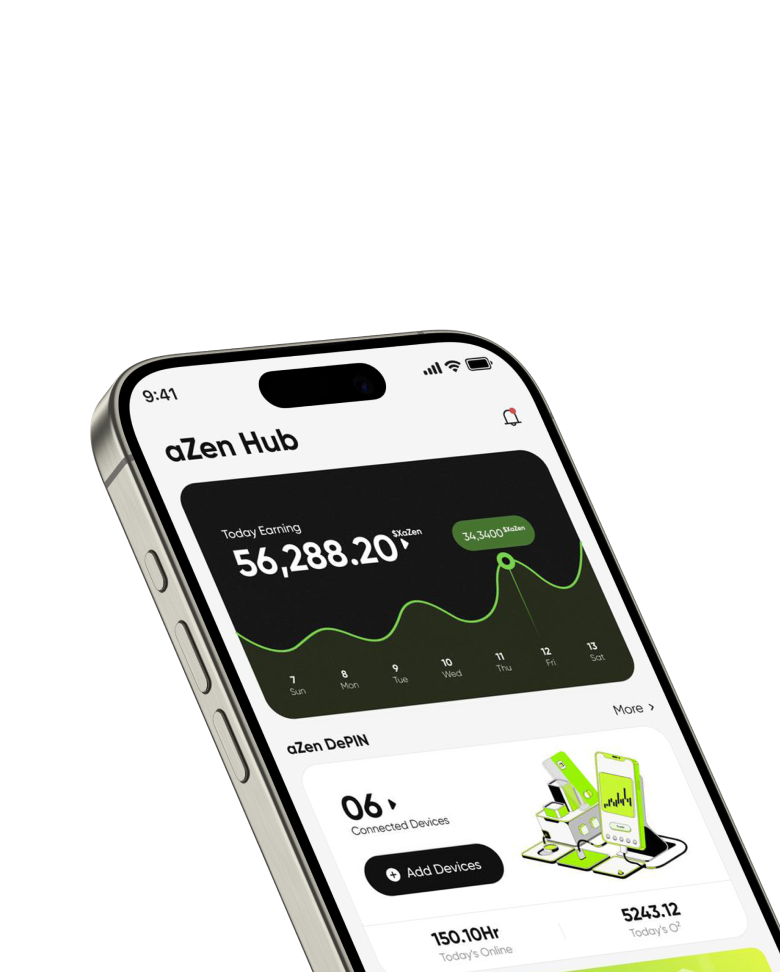 9:41
aZen Hub
Today Earning
56,288.20 $XaZen
34,3400 $XaZen
7 8 9 10 11 12 13
Sun Mon Tue Wed Thu Fri Sat
More
aZen DePIN
06
Connected Devices
Add Devices
150.10Hr 5243.12
Today's Online Today's O²